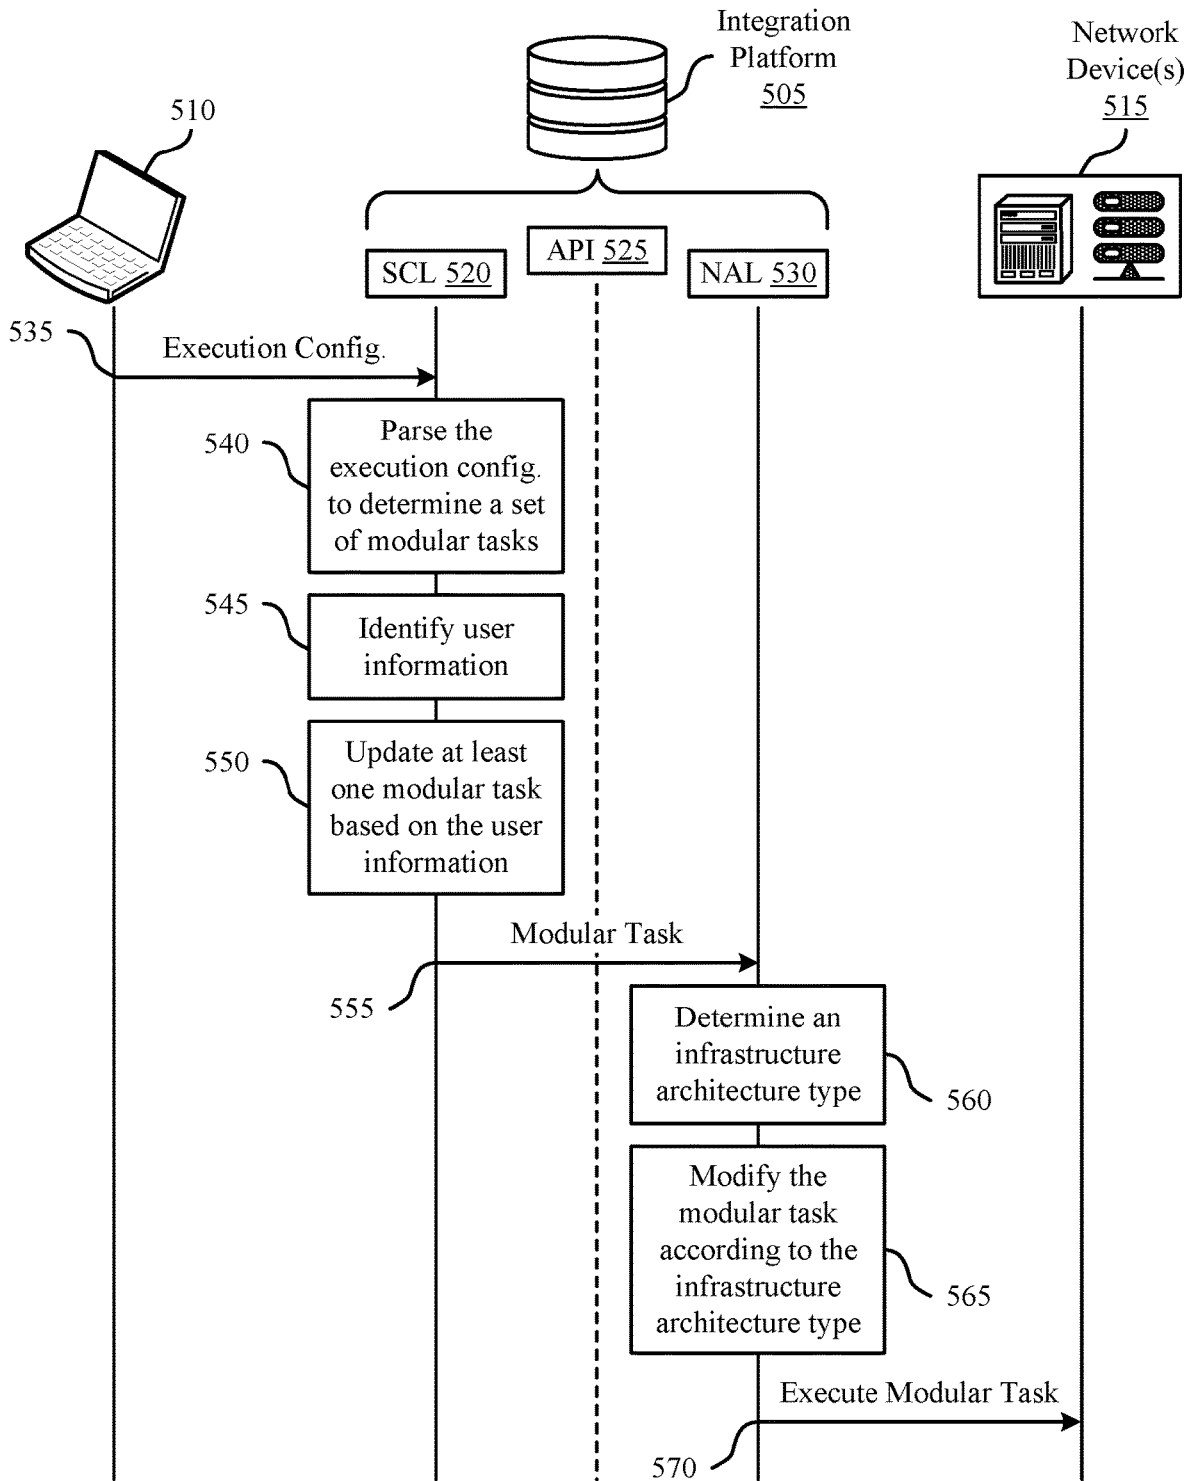 Integration
Platform
505
Network
Device(s)
515
510
SCL 520
API 525
NAL 530
535
Execution Config.
540
Parse the
execution config.
to determine a set
of modular tasks
545
Identify user
information
550
Update at least
one modular task
based on the user
information
Modular Task
555
Determine an
infrastructure
architecture type
560
Modify the
modular task
according to the
infrastructure
architecture type
565
Execute Modular Task
570